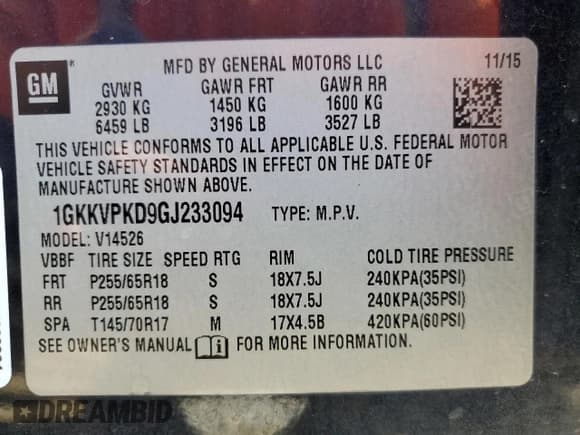 GM
MFD BY GENERAL MOTORS LLC 11/15
GVWR GAWR FRT GAWR RR
2930 KG 1450 KG 1600 KG
6459 LB 3196 LB 3527 LB
THIS VEHICLE CONFORMS TO ALL APPLICABLE U.S. FEDERAL MOTOR
VEHICLE SAFETY STANDARDS IN EFFECT ON THE DATE OF
MANUFACTURE SHOWN ABOVE.
1GKKVPKD9GJ233094 TYPE: M.P.V.
MODEL: V14526
VBBF TIRE SIZE SPEED RTG RIM COLD TIRE PRESSURE
FRT P255/65R18 S 18X7.5J 240KPA(35PSI)
RR P255/65R18 S 18X7.5J 240KPA(35PSI)
SPA T145/70R17 M 17X4.5B 420KPA(60PSI)
SEE OWNER'S MANUAL FOR MORE INFORMATION.
DREAMBID